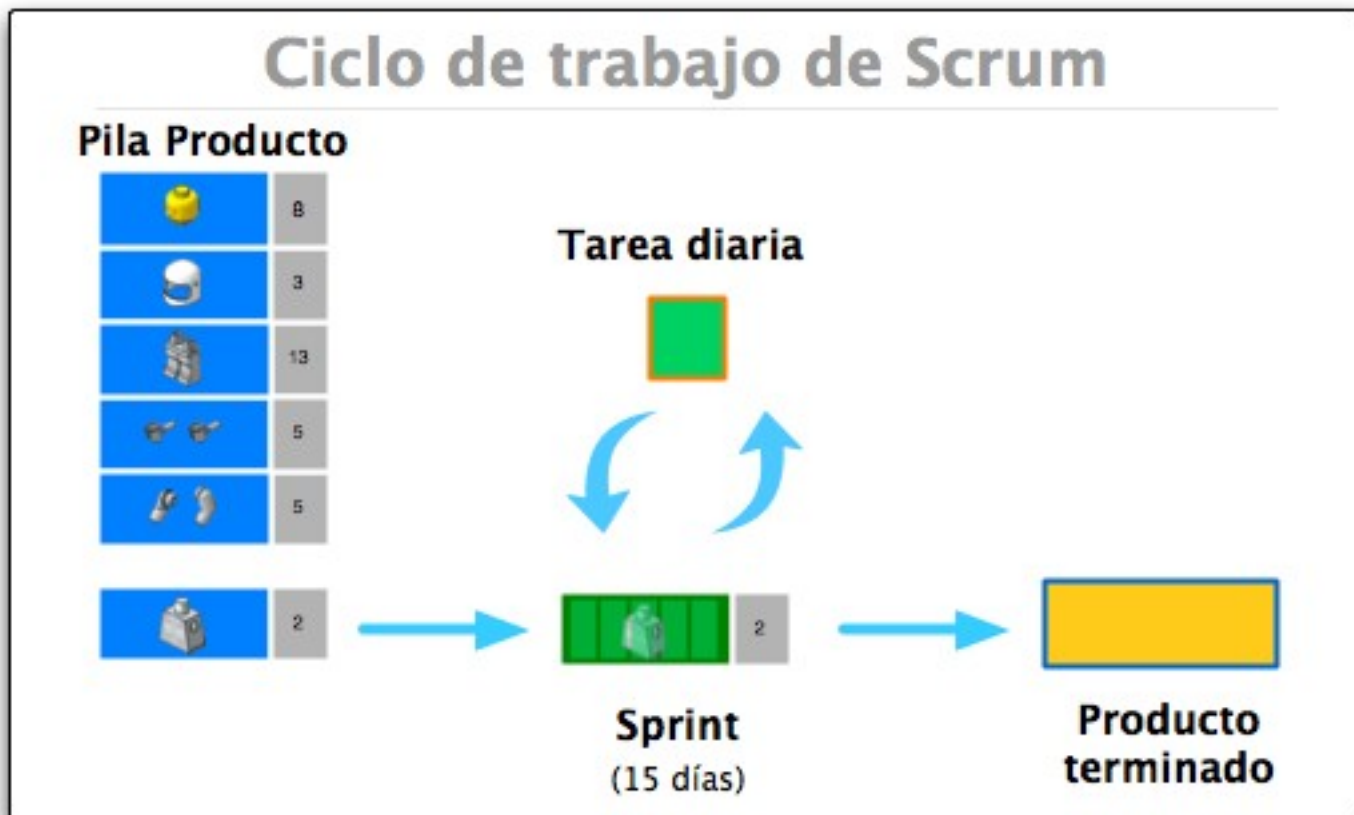 Ciclo de trabajo de Scrum
Pila Producto
8
3
13
5
5
2
Tarea diaria
2
Sprint
(15 días)
Producto
terminado